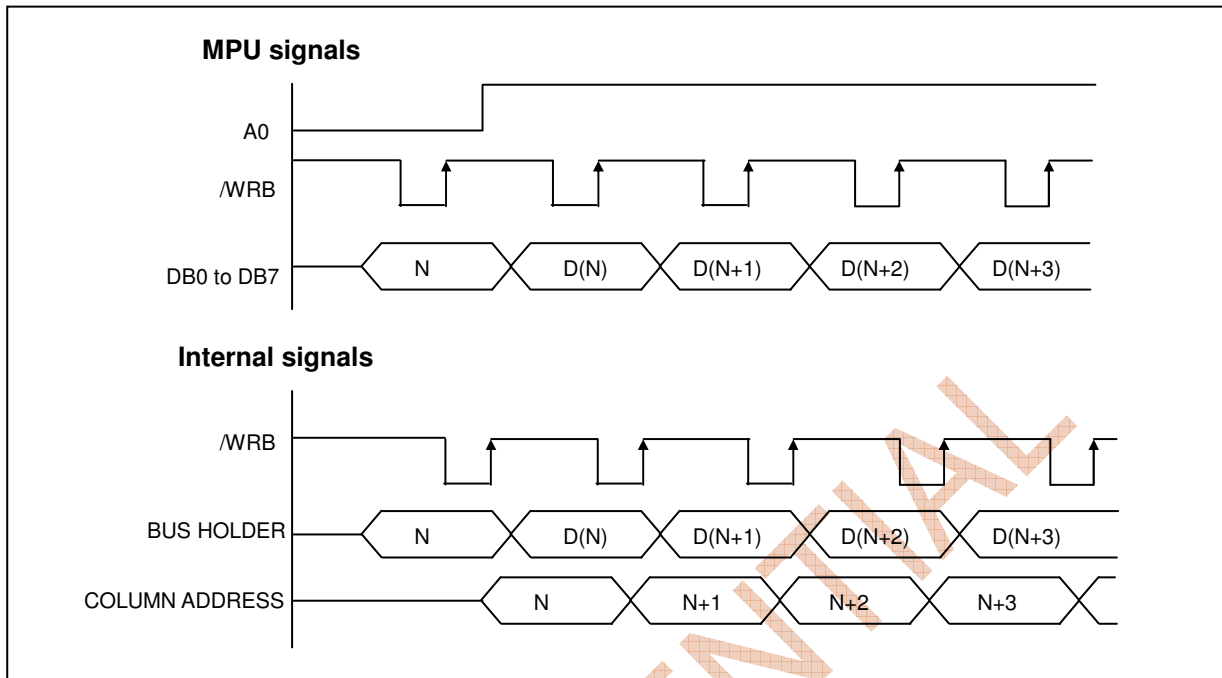 MPU signals
A0
/WRB
DB0 to DB7
N D(N) D(N+1) D(N+2) D(N+3)
Internal signals
/WRB
BUS HOLDER
N D(N) D(N+1) D(N+2) D(N+3)
COLUMN ADDRESS
N N+1 N+2 N+3
NTIAL